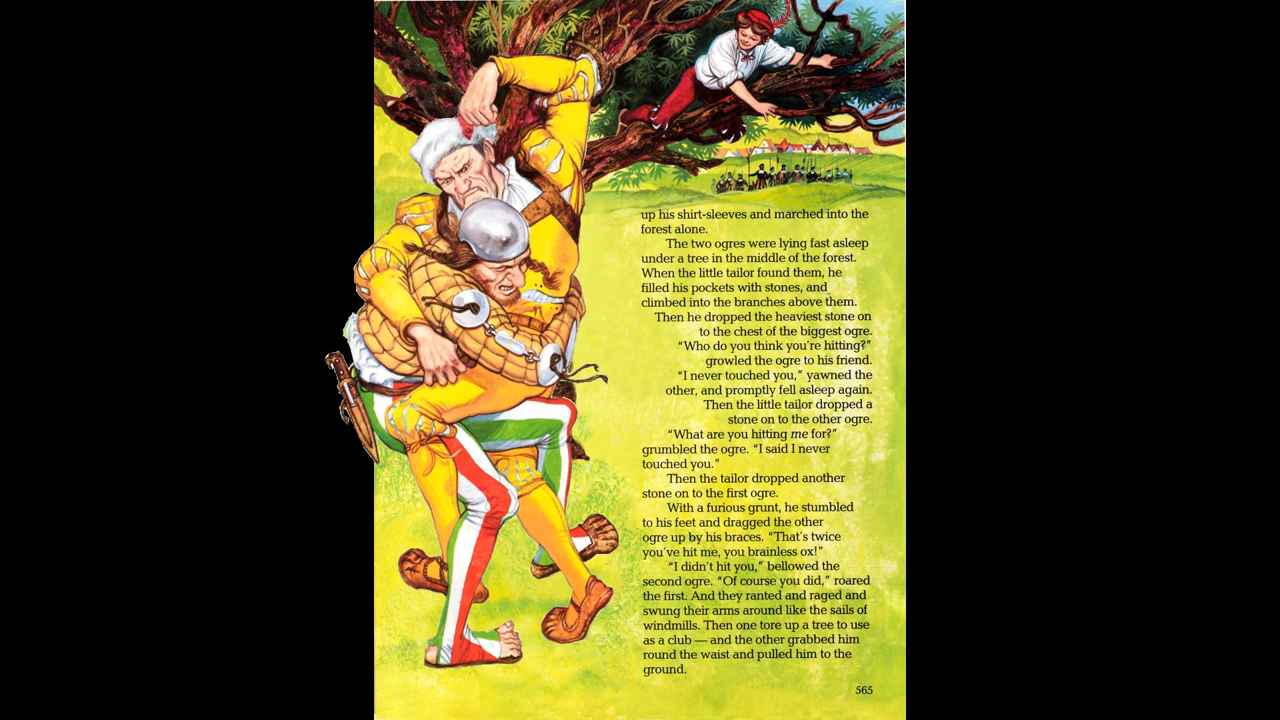 up his shirt-sleeves and marched into the
forest alone.
The two ogres were lying fast asleep
under a tree in the middle of the forest.
When the little tailor found them, he
filled his pockets with stones, and
climbed into the branches above them.
Then he dropped the heaviest stone on
to the chest of the biggest ogre.
“Who do you think you’re hitting?”
growled the ogre to his friend.
“I never touched you,” yawned the
other, and promptly fell asleep again.
Then the little tailor dropped a
stone on to the other ogre.
“What are you hitting me for?”
grumbled the ogre. “I said I never
touched you.”
Then the tailor dropped another
stone on to the first ogre.
With a furious grunt, he stumbled
to his feet and dragged the other
ogre up by his braces. “That’s twice
you’ve hit me, you brainless ox!”
“I didn’t hit you,” bellowed the
second ogre. “Of course you did,” roared
the first. And they ranted and raged and
swung their arms around like the sails of
windmills. Then one tore up a tree to use
as a club — and the other grabbed him
round the waist and pulled him to the
ground.
565